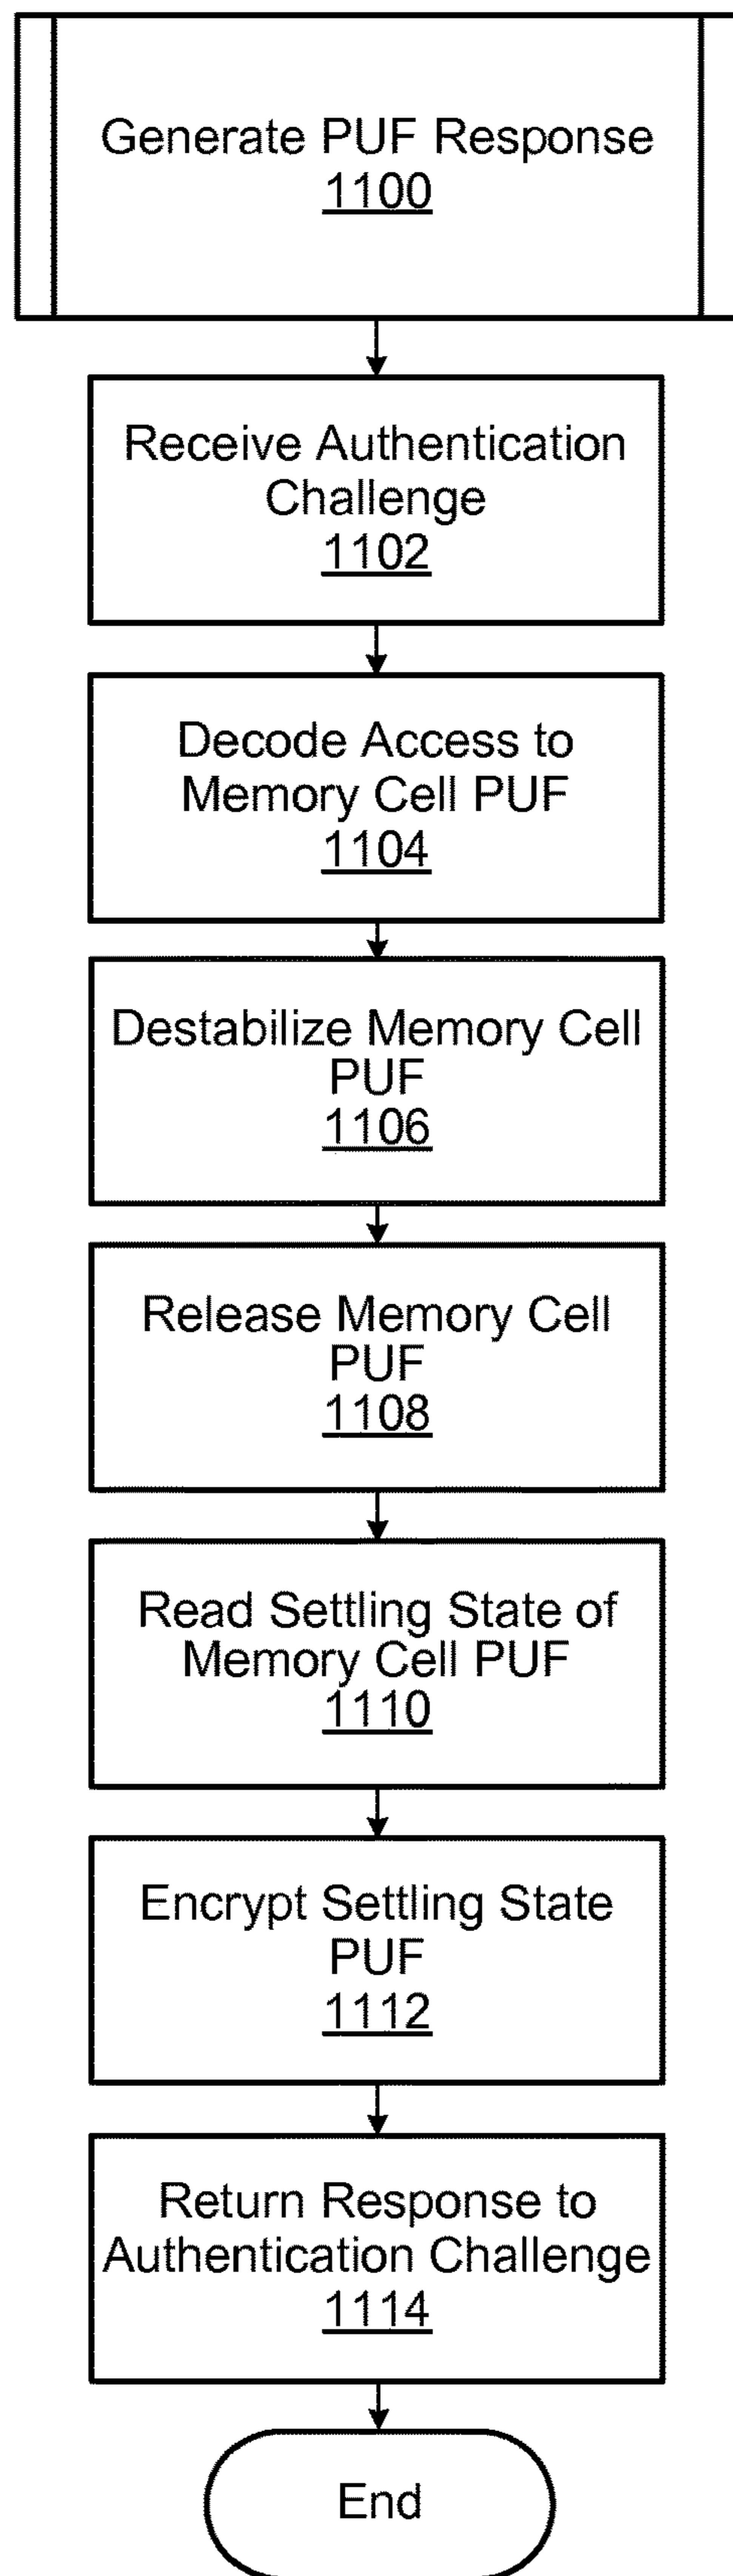 Generate PUF Response
1100
Receive Authentication
Challenge
1102
Decode Access to
Memory Cell PUF
1104
Destabilize Memory Cell
PUF
1106
Release Memory Cell
PUF
1108
Read Settling State of
Memory Cell PUF
1110
Encrypt Settling State
PUF
1112
Return Response to
Authentication Challenge
1114
End